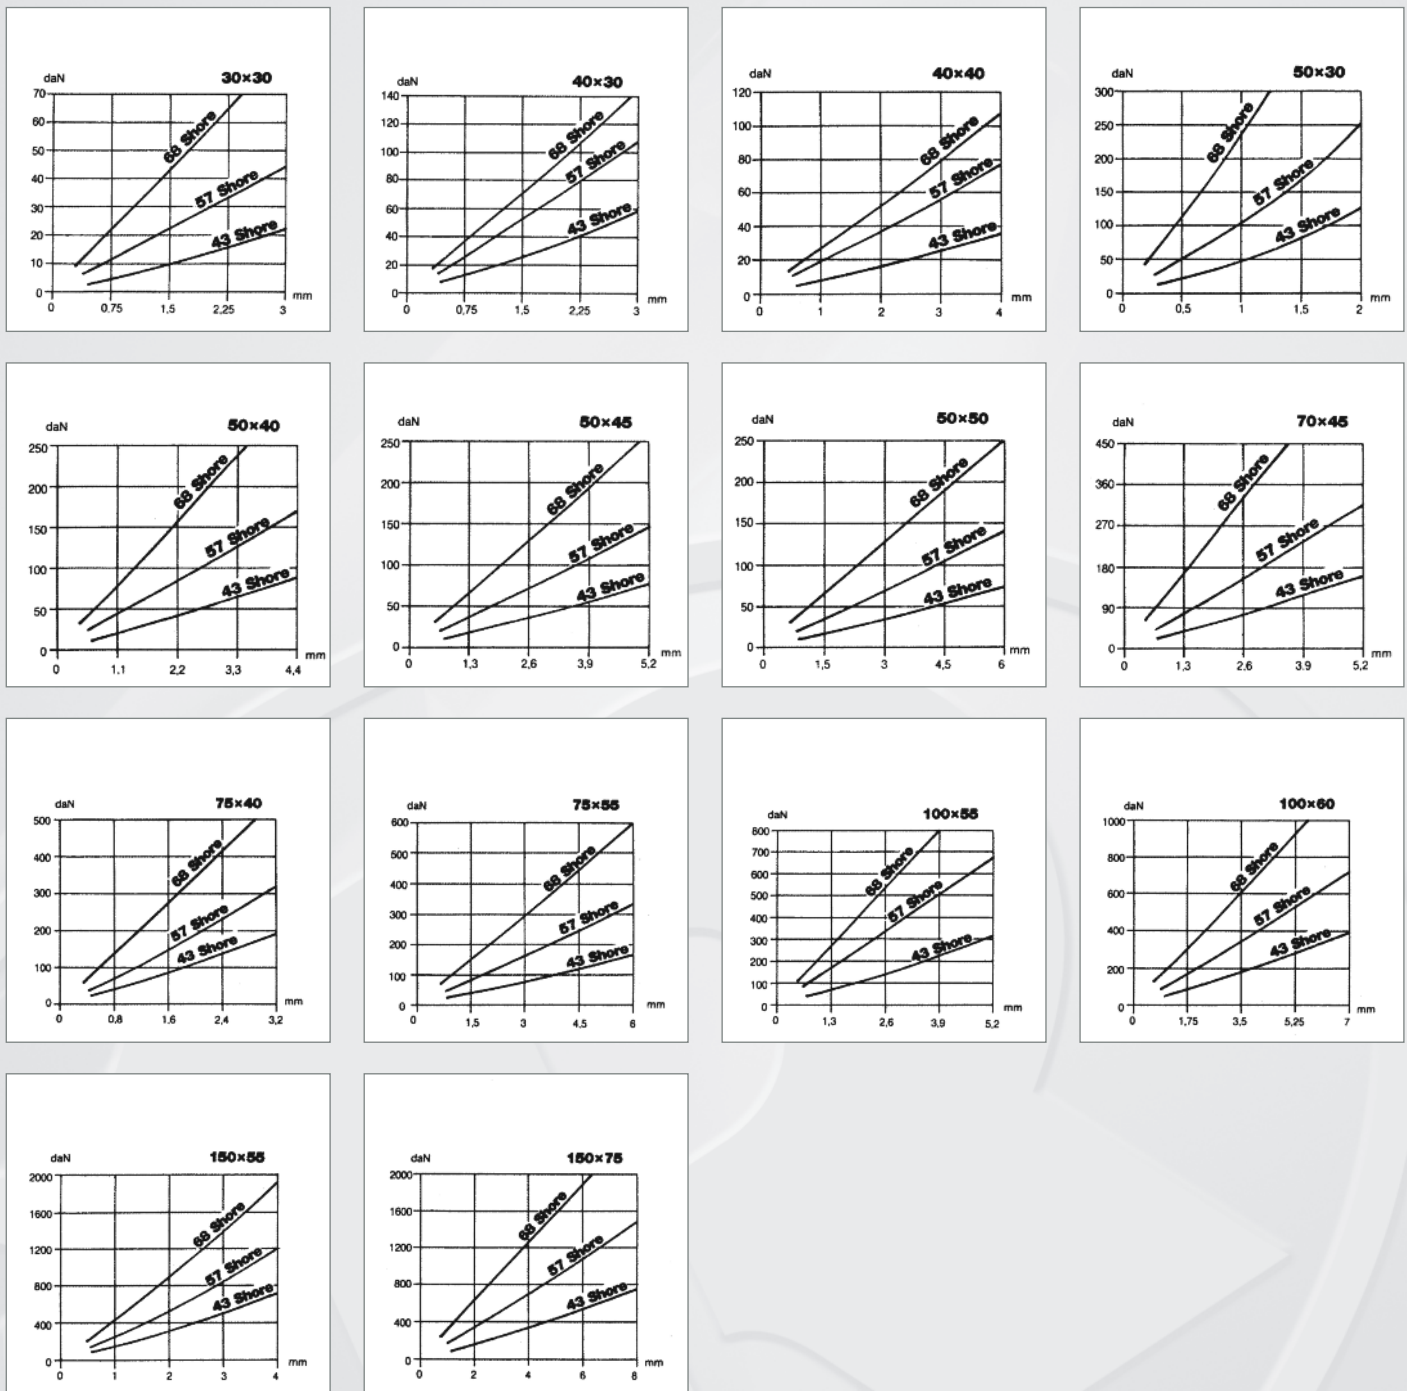 daN 30×30
70
60
50
40
30
20
10
0
68 Shore
57 Shore
43 Shore
mm
0 0,75 1,5 2,25 3
daN 40×30
140
120
100
80
60
40
20
0
68 Shore
57 Shore
43 Shore
mm
0 0,75 1,5 2,25 3
daN 40×40
120
100
80
60
40
20
0
68 Shore
57 Shore
43 Shore
mm
0 1 2 3 4
daN 50×30
300
250
200
150
100
50
0
68 Shore
57 Shore
43 Shore
mm
0 0,5 1 1,5 2
daN 50×40
250
200
150
100
50
0
68 Shore
57 Shore
43 Shore
mm
0 1,1 2,2 3,3 4,4
daN 50×45
250
200
150
100
50
0
68 Shore
57 Shore
43 Shore
mm
0 1,3 2,6 3,9 5,2
daN 50×50
250
200
150
100
50
0
68 Shore
57 Shore
43 Shore
mm
0 1,5 3 4,5 6
daN 70×45
450
360
270
180
90
0
68 Shore
57 Shore
43 Shore
mm
0 1,3 2,6 3,9 5,2
daN 75×40
500
400
300
200
100
0
68 Shore
57 Shore
43 Shore
mm
0 0,8 1,6 2,4 3,2
daN 75×55
600
500
400
300
200
100
0
68 Shore
57 Shore
43 Shore
mm
0 1,5 3 4,5 6
daN 100×55
800
700
600
500
400
300
200
100
0
68 Shore
57 Shore
43 Shore
mm
0 1,3 2,6 3,9 5,2
daN 100×60
1000
800
600
400
200
0
68 Shore
57 Shore
43 Shore
mm
0 1,75 3,5 5,25 7
daN 150×55
2000
1600
1200
800
400
0
68 Shore
57 Shore
43 Shore
mm
0 1 2 3 4
daN 150×75
2000
1600
1200
800
400
0
68 Shore
57 Shore
43 Shore
mm
0 2 4 6 8